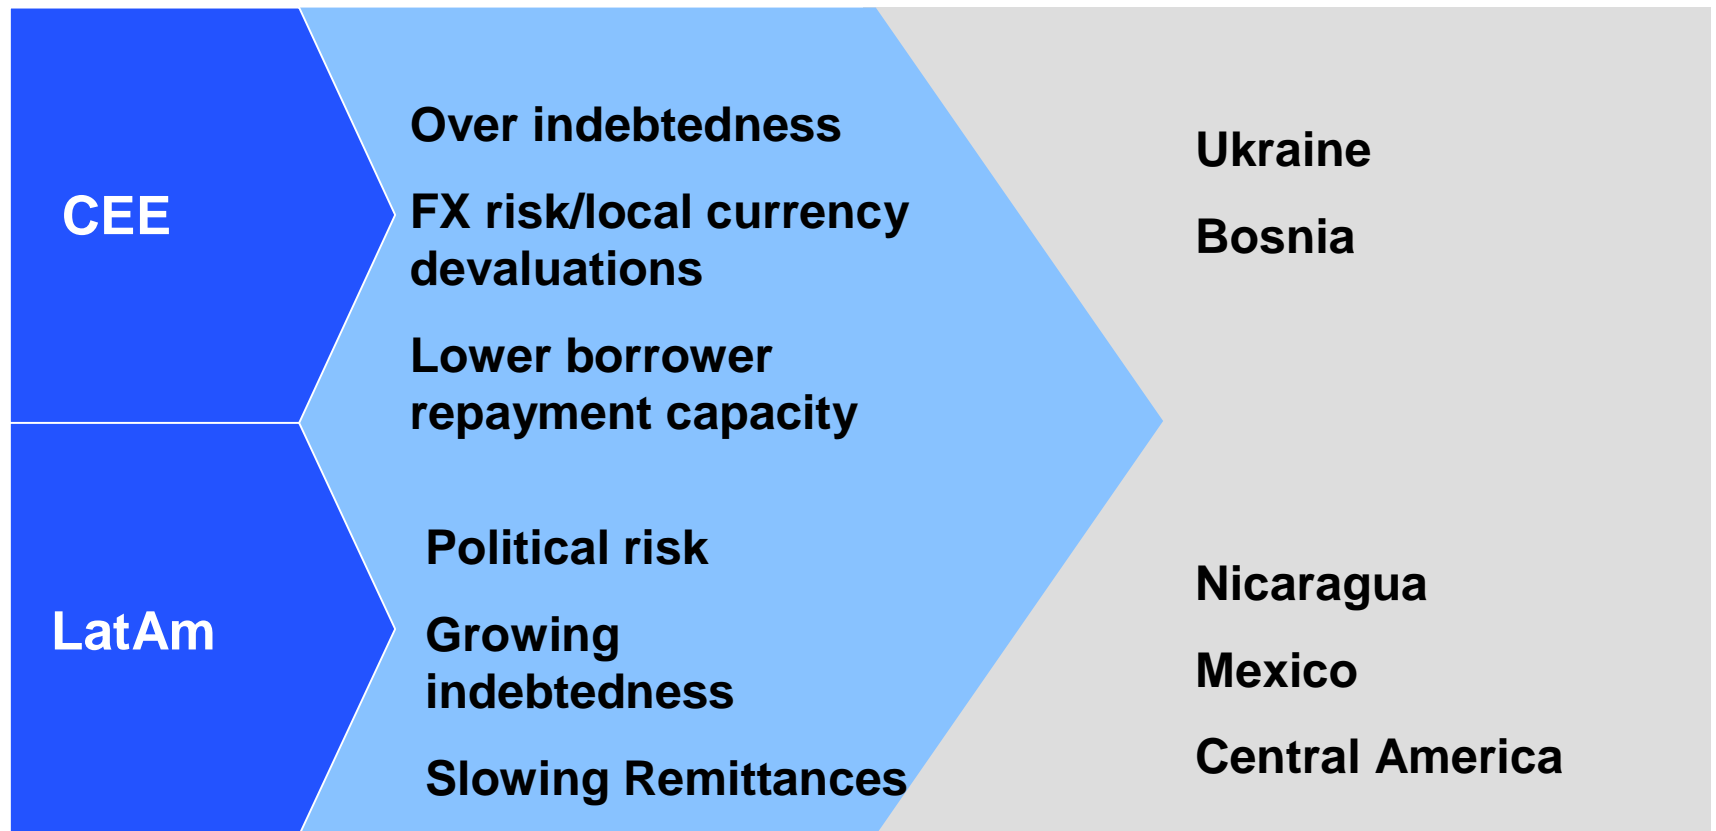 CEE
Over indebtedness
FX risk/local currency
devaluations
Lower borrower
repayment capacity
Ukraine
Bosnia
LatAm
Political risk
Growing
indebtedness
Slowing Remittances
Nicaragua
Mexico
Central America